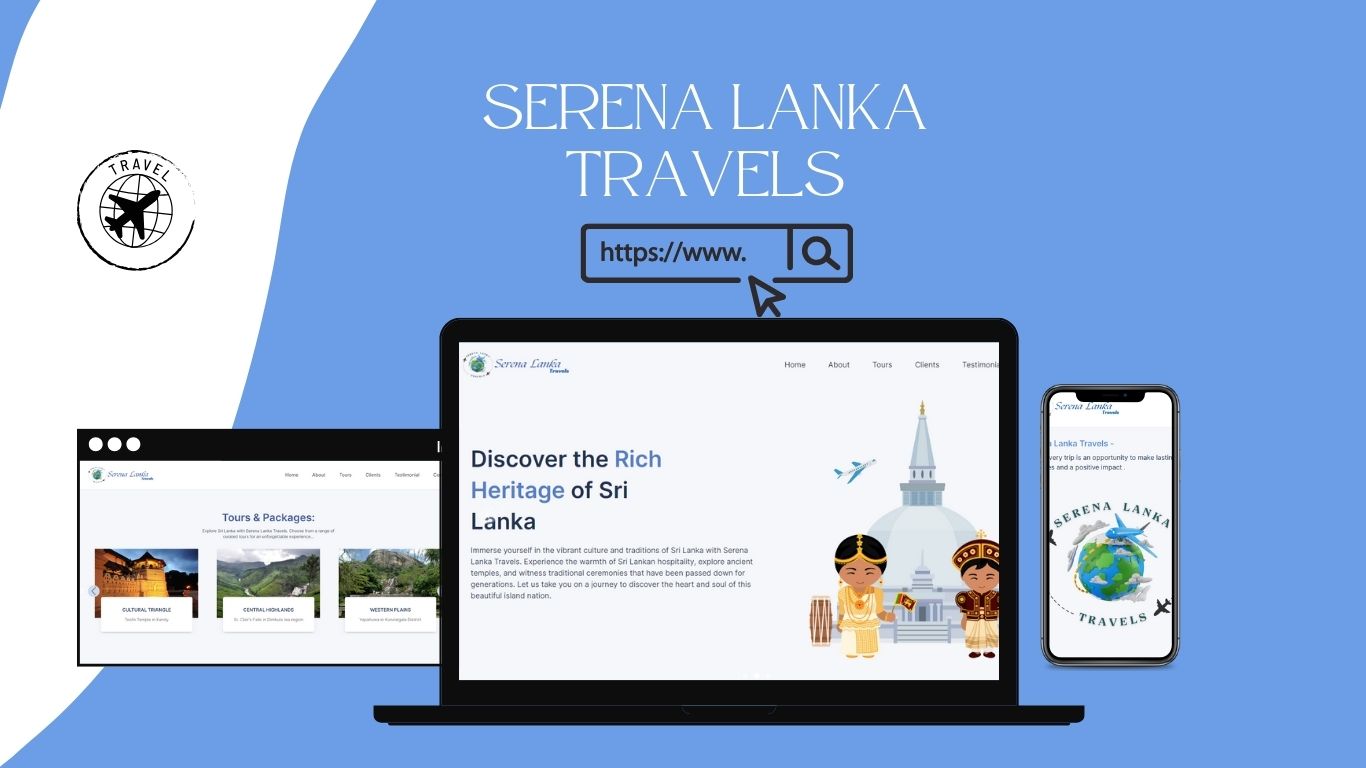 SERENA LANKA
TRAVELS
TRAVEL
https://www.
Serena Lanka
Travels
Home About Tours Clients Testimonia
Discover the Rich
Heritage of Sri
Lanka
Immerse yourself in the vibrant culture and traditions of Sri Lanka with Serena
Lanka Travels. Experience the warmth of Sri Lankan hospitality, explore ancient
temples, and witness traditional ceremonies that have been passed down for
generations. Let us take you on a journey to discover the heart and soul of this
beautiful island nation.
Serena Lanka
Travels
Home About Tours Clients Testimonial
Tours & Packages:
Explore Sri Lanka with Serena Lanka Travels. Choose from a range of
curated tours for an unforgettable experience...
CULTURAL TRIANGLE
Tooth Temple in Kandy
CENTRAL HIGHLANDS
St. Clair's Falls in Dimbula tea region
WESTERN PLAINS
Yapahuwa in Kurunegala District
Serena Lanka
Travels
Lanka Travels -
very trip is an opportunity to make lastin
es and a positive impact .
SERENA LANKA
TRAVELS